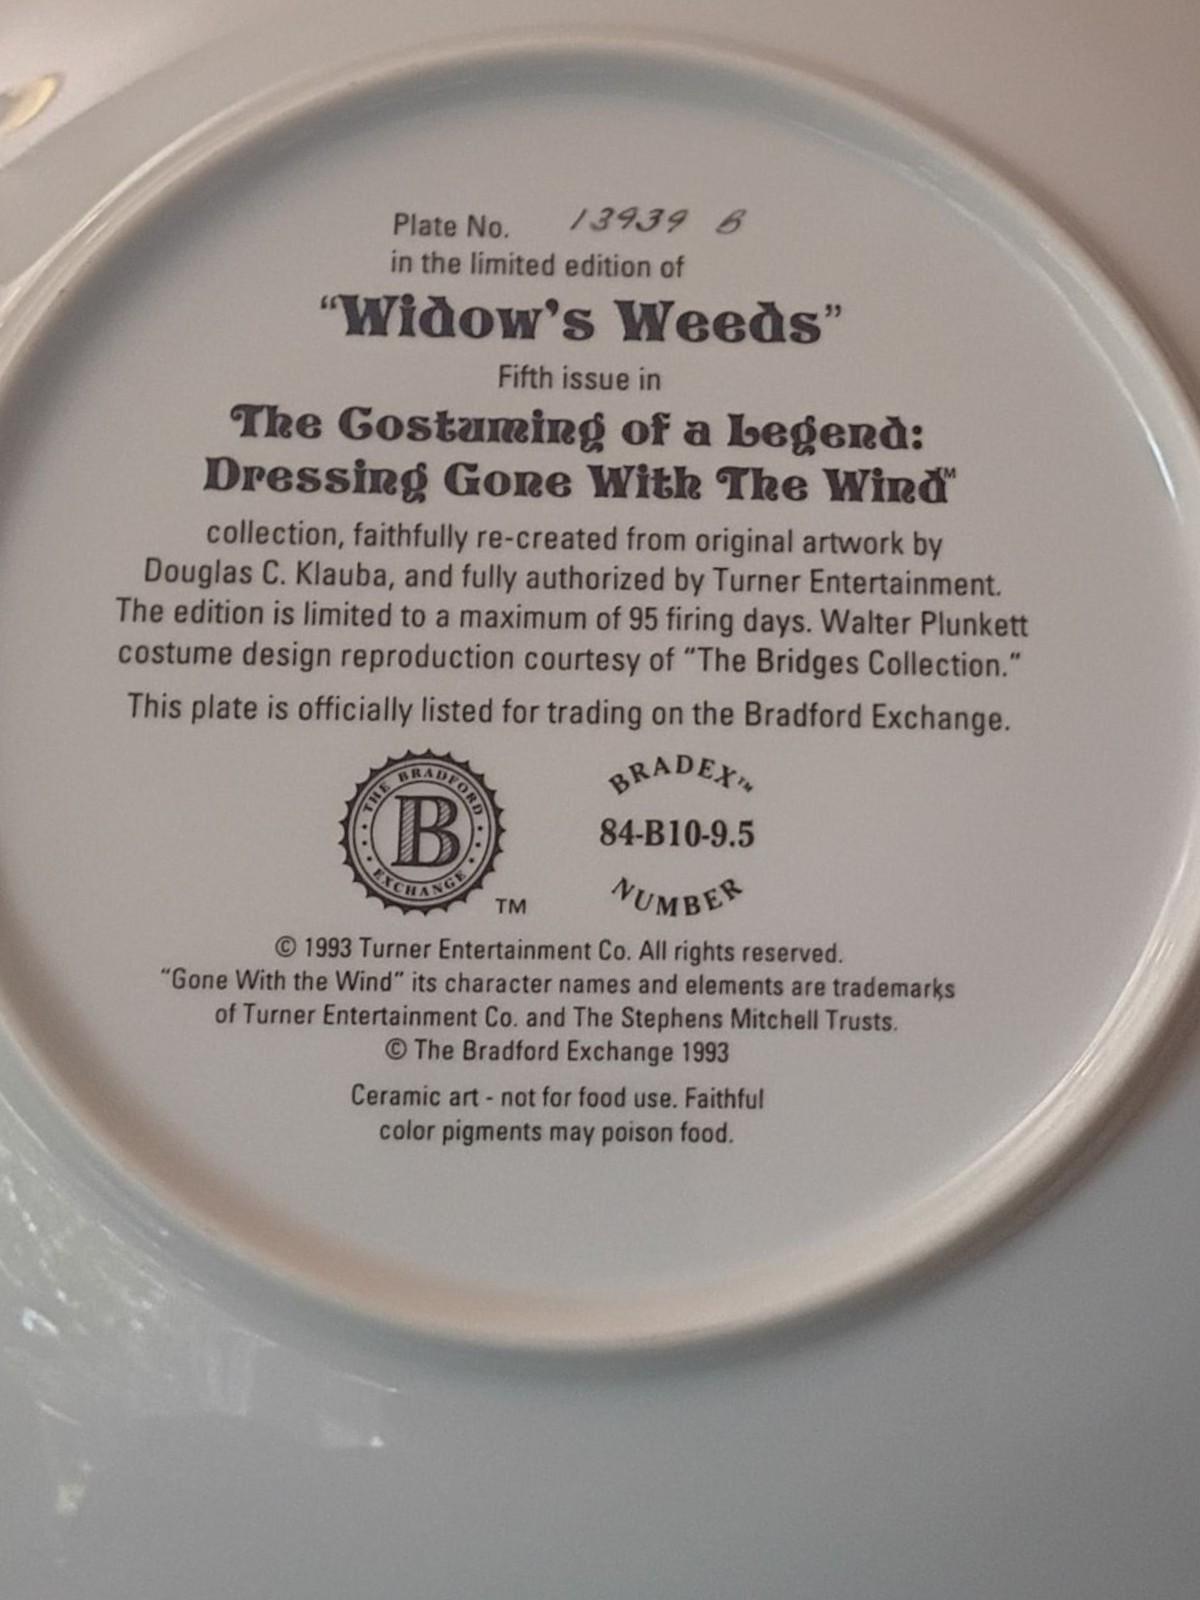 Plate No. 13939 B
in the limited edition of
"Widow's Weeds"
Fifth issue in
The Costuming of a Legend:
Dressing Gone With The Wind™
collection, faithfully re-created from original artwork by
Douglas C. Klauba, and fully authorized by Turner Entertainment.
The edition is limited to a maximum of 95 firing days. Walter Plunkett
costume design reproduction courtesy of "The Bridges Collection."
This plate is officially listed for trading on the Bradford Exchange.
THE BRADFORD
B
EXCHANGE
TM
BRADEX™
84-B10-9.5
NUMBER
© 1993 Turner Entertainment Co. All rights reserved.
"Gone With the Wind" its character names and elements are trademarks
of Turner Entertainment Co. and The Stephens Mitchell Trusts.
© The Bradford Exchange 1993
Ceramic art - not for food use. Faithful
color pigments may poison food.